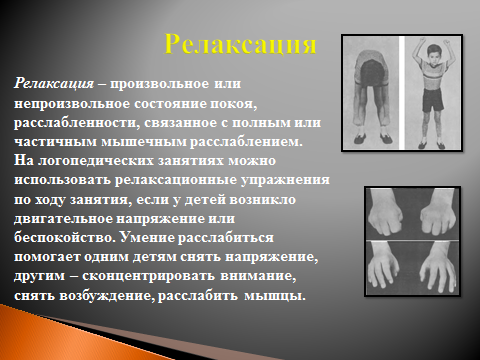 Релаксация
Релаксация – произвольное или
непроизвольное состояние покоя,
расслабленности, связанное с полным или
частичным мышечным расслаблением.
На логопедических занятиях можно
использовать релаксационные упражнения
по ходу занятия, если у детей возникло
двигательное напряжение или
беспокойство. Умение расслабиться
помогает одним детям снять напряжение,
другим – сконцентрировать внимание,
снять возбуждение, расслабить мышцы.